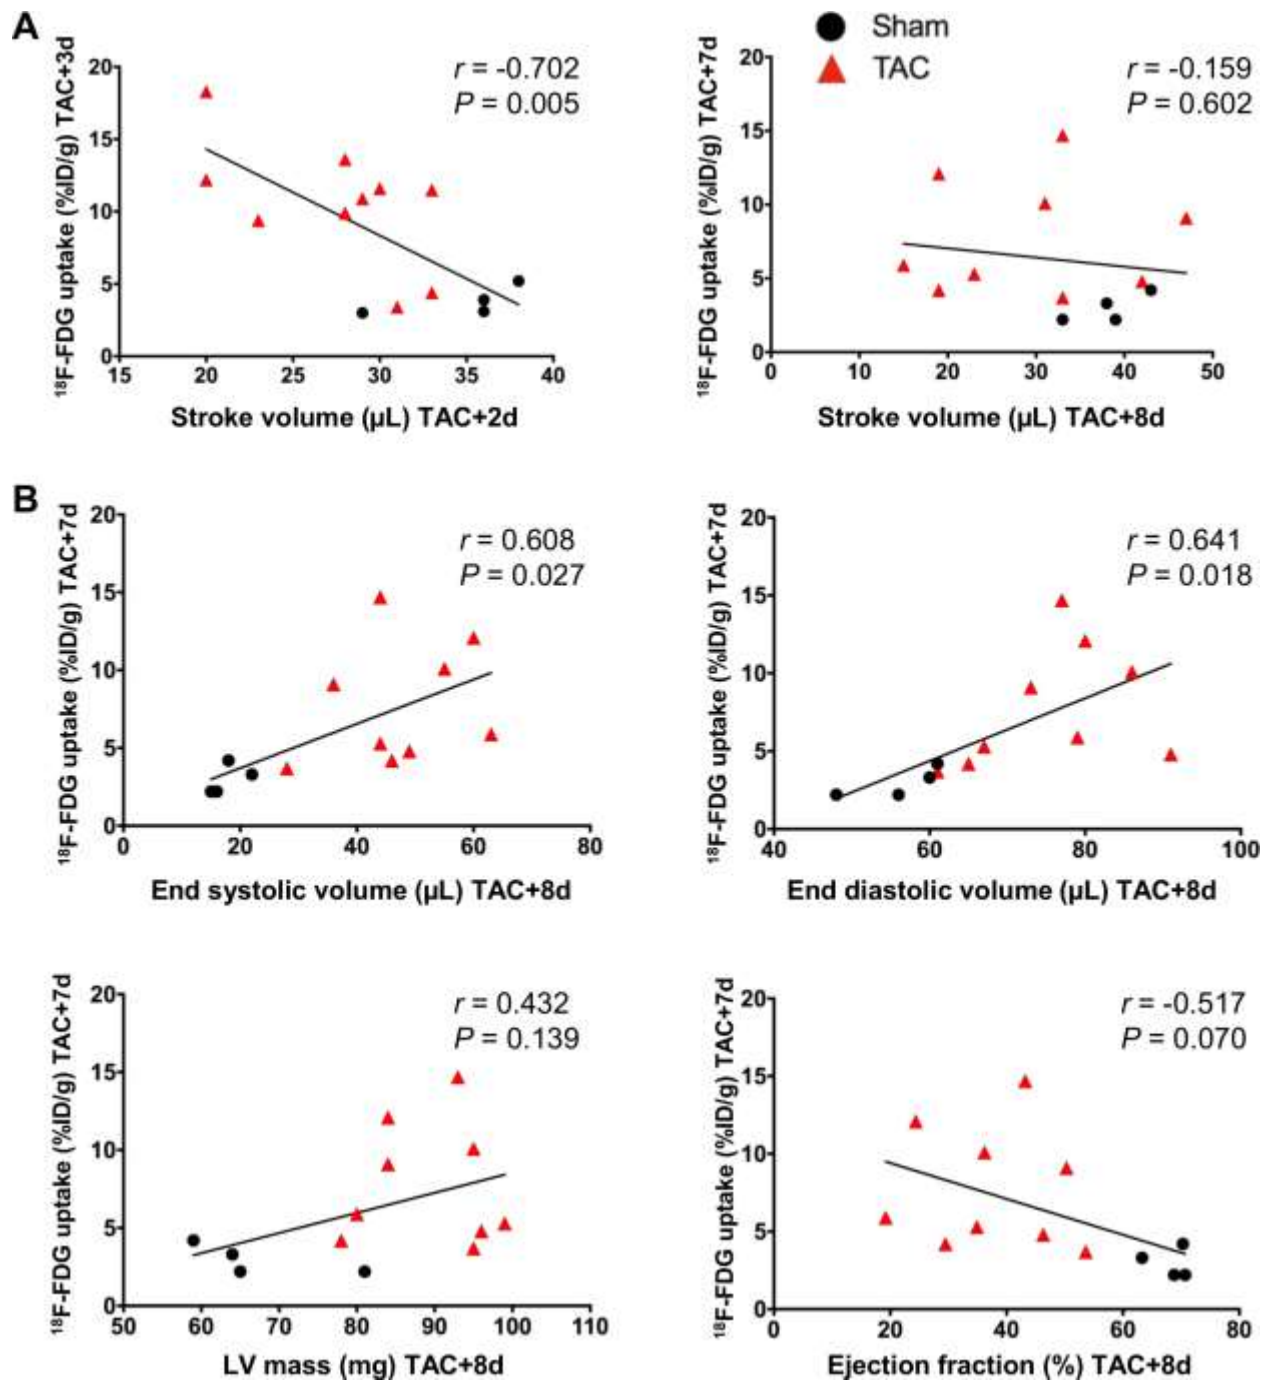 A
Sham
TAC
¹⁸F-FDG uptake (%ID/g) TAC+3d
20
15
10
5
0
r = -0.702
P = 0.005
15 20 25 30 35 40
Stroke volume (µL) TAC+2d
¹⁸F-FDG uptake (%ID/g) TAC+7d
20
15
10
5
0
r = -0.159
P = 0.602
0 10 20 30 40 50
Stroke volume (µL) TAC+8d
B
¹⁸F-FDG uptake (%ID/g) TAC+7d
20
15
10
5
0
r = 0.608
P = 0.027
0 20 40 60 80
End systolic volume (µL) TAC+8d
¹⁸F-FDG uptake (%ID/g) TAC+7d
20
15
10
5
0
r = 0.641
P = 0.018
40 60 80 100
End diastolic volume (µL) TAC+8d
¹⁸F-FDG uptake (%ID/g) TAC+7d
20
15
10
5
0
r = 0.432
P = 0.139
50 60 70 80 90 100 110
LV mass (mg) TAC+8d
¹⁸F-FDG uptake (%ID/g) TAC+7d
20
15
10
5
0
r = -0.517
P = 0.070
0 20 40 60 80
Ejection fraction (%) TAC+8d